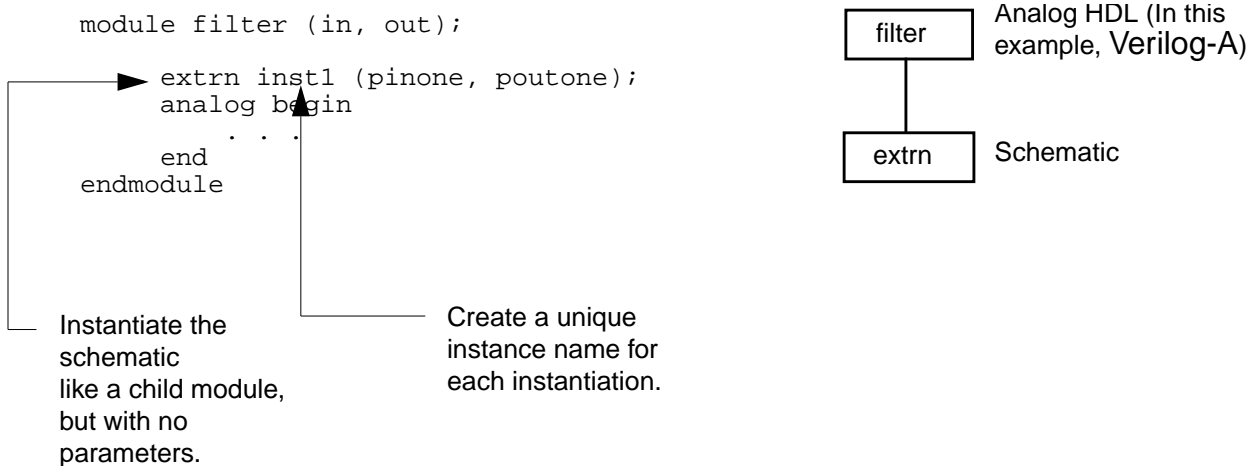 module filter (in, out);
extrn inst1 (pinone, poutone);
analog begin
. . .
end
endmodule
Instantiate the
schematic
like a child module,
but with no
parameters.
Create a unique
instance name for
each instantiation.
filter
Analog HDL (In this
example, Verilog-A)
extrn
Schematic